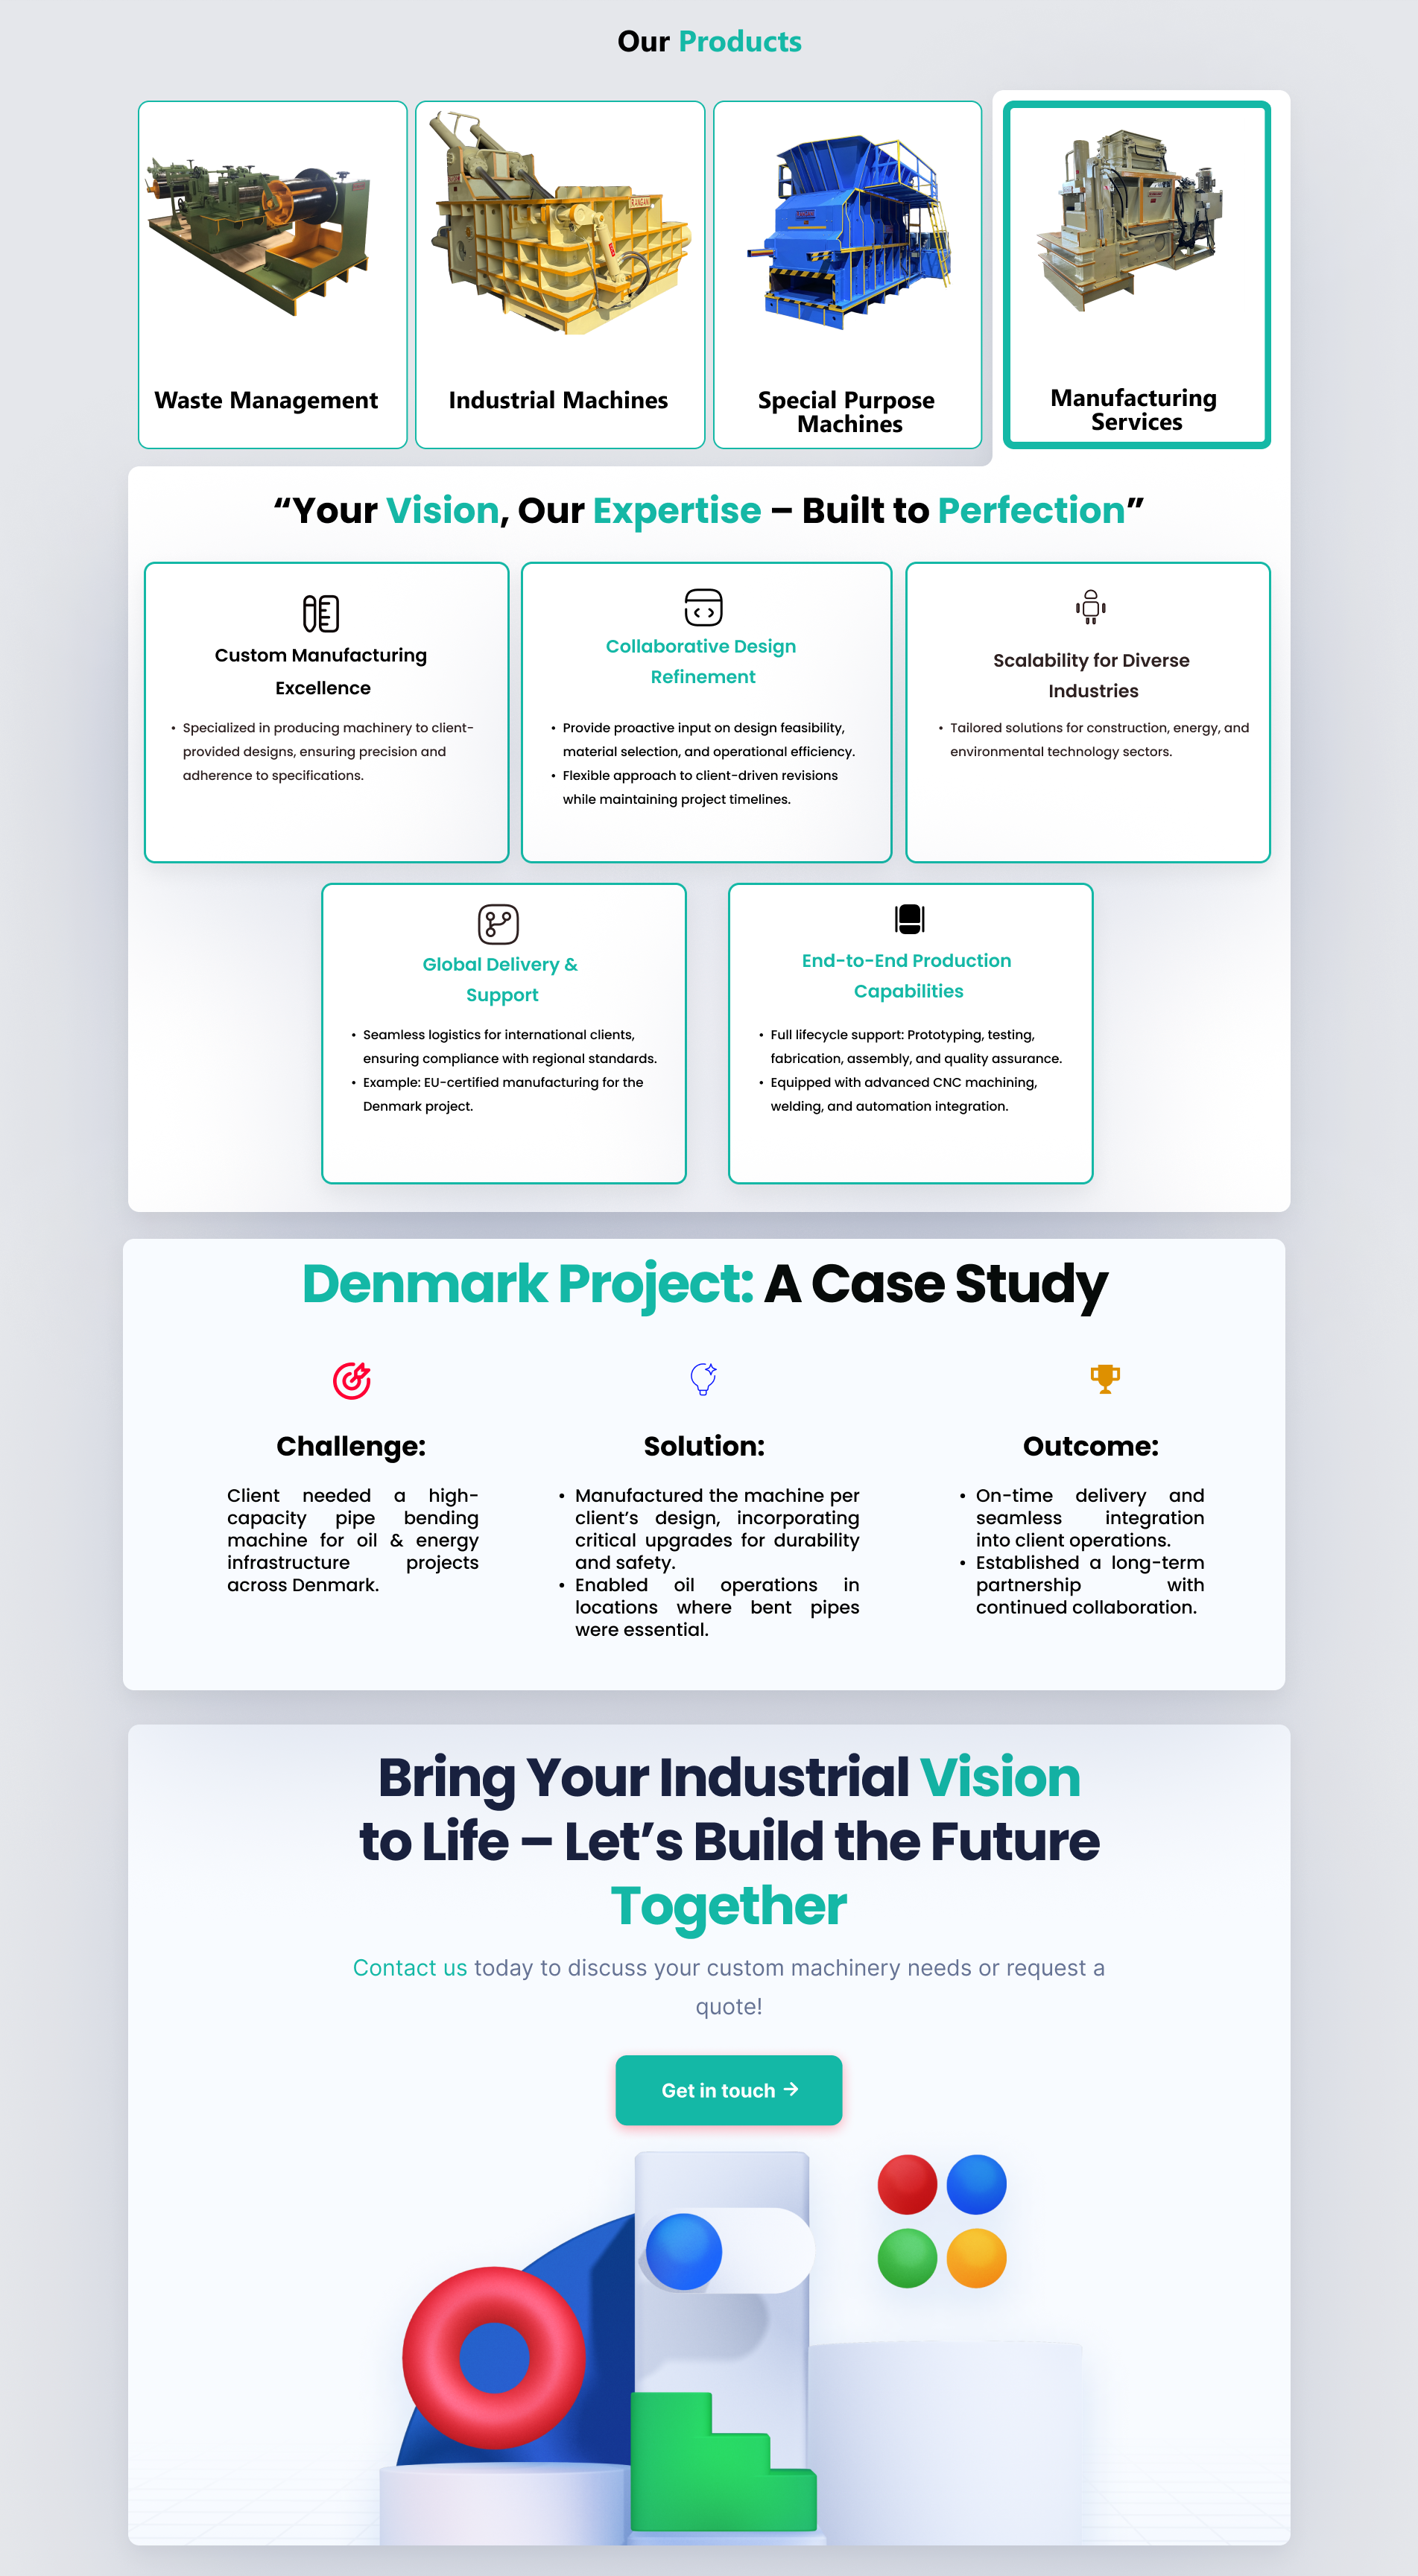 Our Products
RANGANI
Waste Management
Industrial Machines
Special Purpose
Machines
Manufacturing
Services
“Your Vision, Our Expertise – Built to Perfection”
Custom Manufacturing
Excellence
• Specialized in producing machinery to client-
provided designs, ensuring precision and
adherence to specifications.
Collaborative Design
Refinement
• Provide proactive input on design feasibility,
material selection, and operational efficiency.
• Flexible approach to client-driven revisions
while maintaining project timelines.
Scalability for Diverse
Industries
• Tailored solutions for construction, energy, and
environmental technology sectors.
Global Delivery &
Support
• Seamless logistics for international clients,
ensuring compliance with regional standards.
• Example: EU-certified manufacturing for the
Denmark project.
End-to-End Production
Capabilities
• Full lifecycle support: Prototyping, testing,
fabrication, assembly, and quality assurance.
• Equipped with advanced CNC machining,
welding, and automation integration.
Denmark Project: A Case Study
Challenge:
Client needed a high-
capacity pipe bending
machine for oil & energy
infrastructure projects
across Denmark.
Solution:
• Manufactured the machine per
client’s design, incorporating
critical upgrades for durability
and safety.
• Enabled oil operations in
locations where bent pipes
were essential.
Outcome:
• On-time delivery and
seamless integration
into client operations.
• Established a long-term
partnership with
continued collaboration.
Bring Your Industrial Vision
to Life – Let’s Build the Future
Together
Contact us today to discuss your custom machinery needs or request a
quote!
Get in touch →